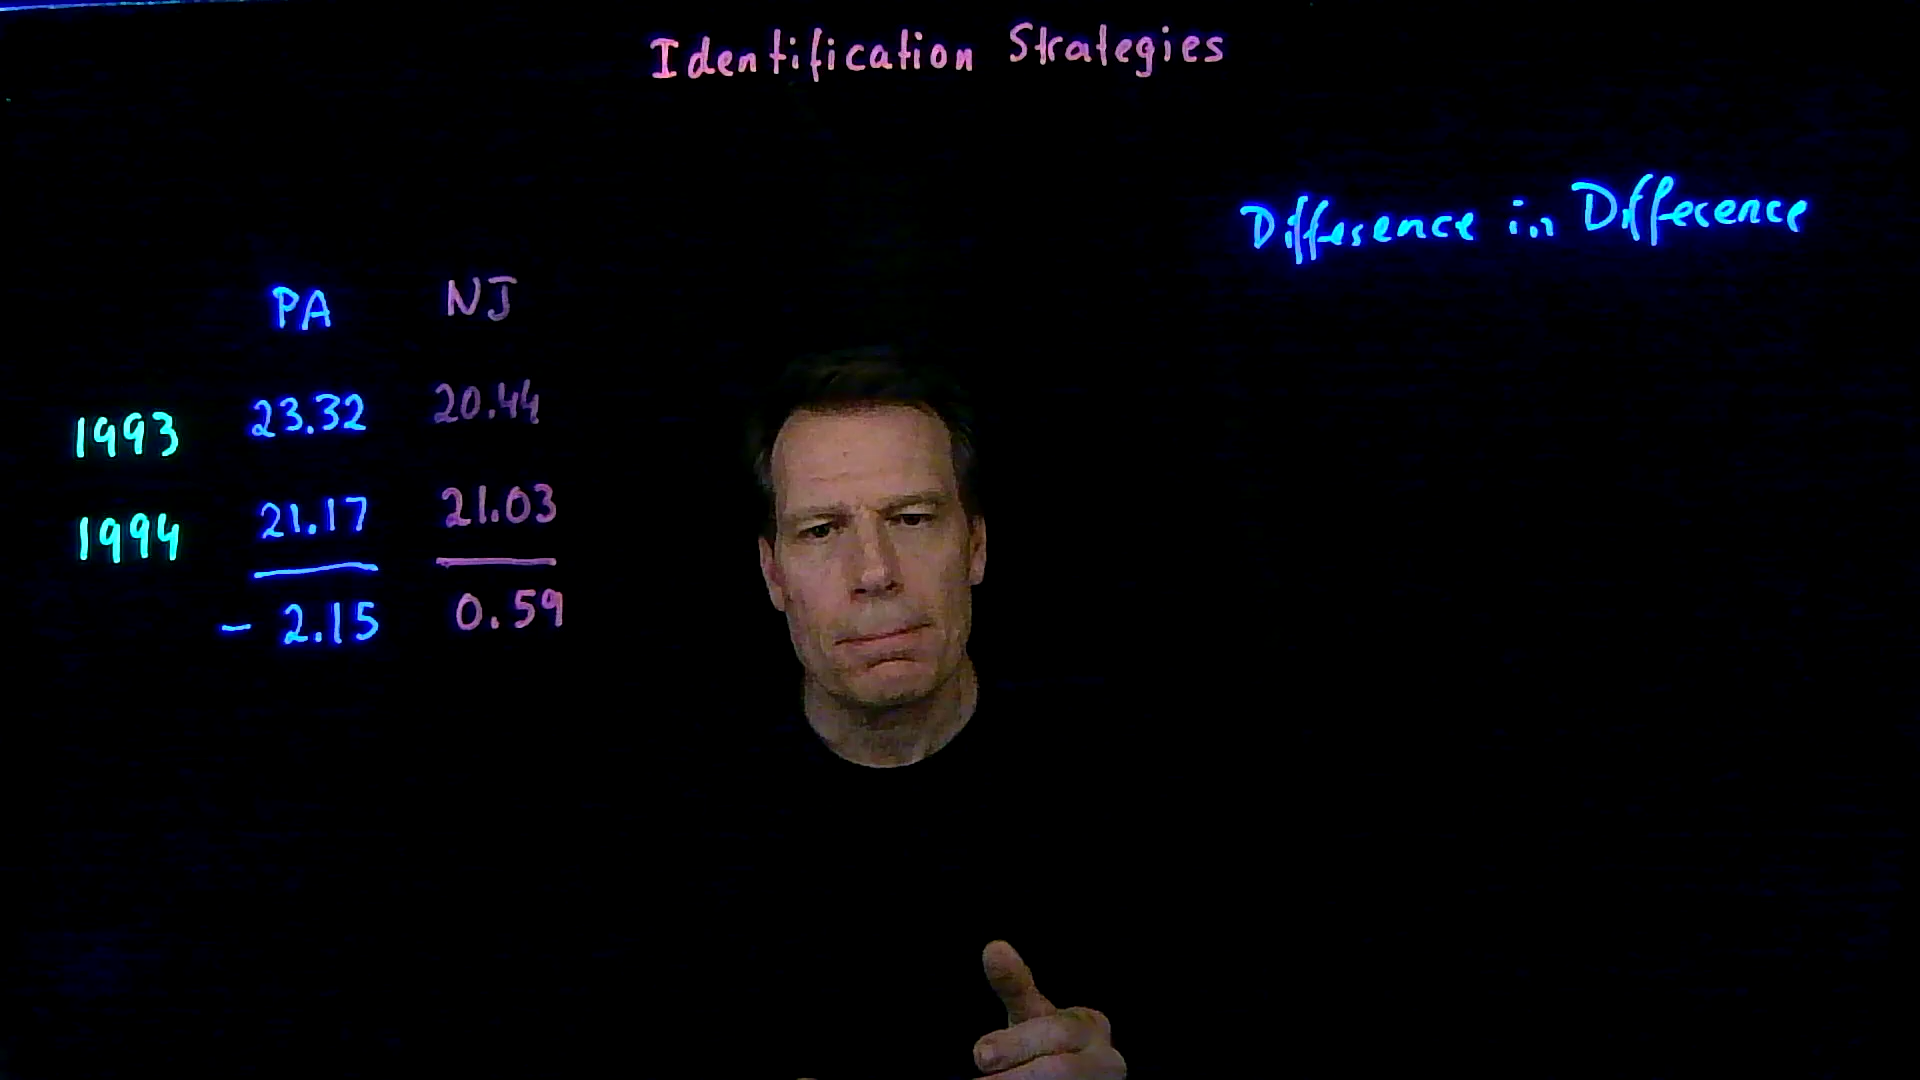 Identification Strategies
Difference in Difference
PA NJ
1993 23.32 20.44
1994 21.17 21.03
- 2.15 0.59